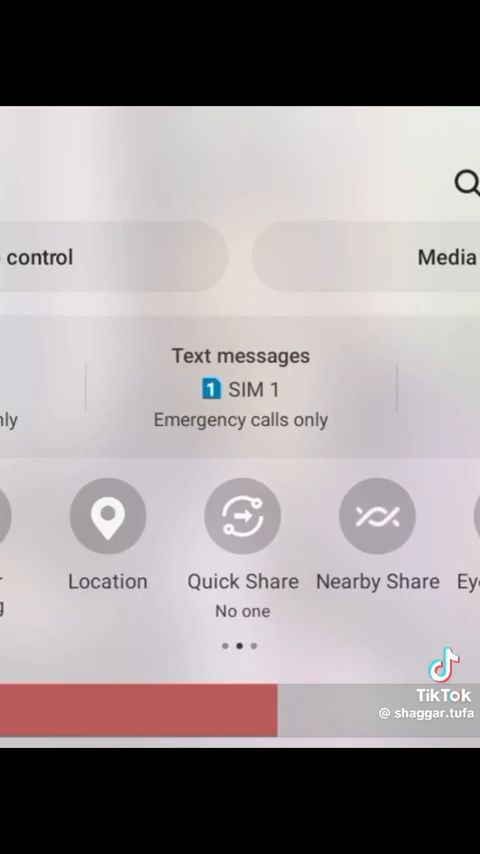 control
Media
Text messages
1 SIM 1
Emergency calls only
Location
Quick Share
Nearby Share
No one
TikTok
@ shaggar.tufa